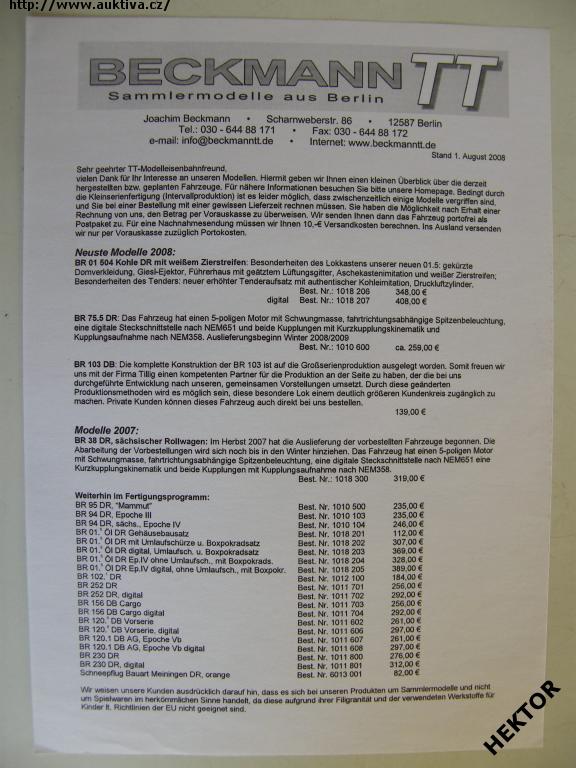 http://www.auktiva.cz/
BECKMANN TT
Sammlermodelle aus Berlin
Joachim Beckmann • Scharnweberstr. 86 • 12587 Berlin
Tel.: 030 - 644 88 171 • Fax: 030 - 644 88 172
e-mail: info@beckmanntt.de • Internet: www.beckmanntt.de
Stand 1. August 2008
Sehr geehrter TT-Modelleisenbahnfreund,
vielen Dank für Ihr Interesse an unseren Modellen. Hiermit geben wir Ihnen einen kleinen Überblick über die derzeit
hergestellten bzw. geplanten Fahrzeuge. Für nähere Informationen besuchen Sie bitte unsere Homepage. Bedingt durch
die Kleinserienfertigung (Intervallproduktion) ist es leider möglich, dass zwischenzeitlich einige Modelle vergriffen sind,
und Sie bei einer Bestellung mit einer gewissen Lieferzeit rechnen müssen. Sie haben die Möglichkeit nach Erhalt einer
Rechnung von uns, den Betrag per Vorauskasse zu überweisen. Wir senden Ihnen dann das Fahrzeug portofrei als
Postpaket zu. Für eine Nachnahmesendung müssen wir Ihnen 10,-€ Versandkosten berechnen. Ins Ausland versenden
wir nur per Vorauskasse zuzüglich Portokosten.
Neuste Modelle 2008:
BR 01 504 Kohle DR mit weißem Zierstreifen: Besonderheiten des Lokkastens unserer neuen 01.5: gekürzte
Domverkleidung, Giesl-Ejektor, Führerhaus mit geätztem Lüftungsgitter, Aschekastenimitation und weißer Zierstreifen;
Besonderheiten des Tenders: neuer erhöhter Tenderaufsatz mit authentischer Kohleimitation, Druckluftzylinder.
Best. Nr.: 1018 206 348,00 €
digital Best. Nr.: 1018 207 408,00 €
BR 75.5 DR: Das Fahrzeug hat einen 5-poligen Motor mit Schwungmasse, fahrtrichtungsabhängige Spitzenbeleuchtung,
eine digitale Steckschnittstelle nach NEM651 und beide Kupplungen mit Kurzkupplungskinematik und
Kupplungsaufnahme nach NEM358. Auslieferungsbeginn Winter 2008/2009
Best. Nr.: 1010 600 ca. 259,00 €
BR 103 DB: Die komplette Konstruktion der BR 103 ist auf die Großserienproduktion ausgelegt worden. Somit freuen wir
uns mit der Firma Tillig einen kompetenten Partner für die Produktion an der Seite zu haben, der die bei uns
durchgeführte Entwicklung nach unseren, gemeinsamen Vorstellungen umsetzt. Durch diese geänderten
Produktionsmethoden wird es möglich sein, diese besondere Lok einem deutlich größeren Kundenkreis zugänglich zu
machen. Private Kunden können dieses Fahrzeug auch direkt bei uns bestellen.
139,00 €
Modelle 2007:
BR 38 DR, sächsischer Rollwagen: Im Herbst 2007 hat die Auslieferung der vorbestellten Fahrzeuge begonnen. Die
Abarbeitung der Vorbestellungen wird sich noch bis in den Winter hinziehen. Das Fahrzeug hat einen 5-poligen Motor
mit Schwungmasse, fahrtrichtungsabhängige Spitzenbeleuchtung, eine digitale Steckschnittstelle nach NEM651 eine
Kurzkupplungskinematik und beide Kupplungen mit Kupplungsaufnahme nach NEM358.
Best. Nr.: 1018 300 319,00 €
Weiterhin im Fertigungsprogramm:
BR 95 DR, "Mammut" Best. Nr. 1010 500 235,00 €
BR 94 DR, Epoche III Best. Nr. 1010 103 235,00 €
BR 94 DR, sächs., Epoche IV Best. Nr. 1010 104 246,00 €
BR 01.⁵ Öl DR Gehäusebausatz Best. Nr. 1018 201 112,00 €
BR 01.⁵ Öl DR mit Umlaufschürze u. Boxpokradsatz Best. Nr. 1018 202 307,00 €
BR 01.⁵ Öl DR digital, Umlaufsch. u. Boxpokradsatz Best. Nr. 1018 203 369,00 €
BR 01.⁵ Öl DR Ep.IV ohne Umlaufsch., mit Boxpokrads. Best. Nr. 1018 204 328,00 €
BR 01.⁵ Öl DR Ep.IV digital, ohne Umlaufsch., mit Boxpokr. Best. Nr. 1018 205 389,00 €
BR 102.¹ DR Best. Nr. 1012 100 184,00 €
BR 252 DR Best. Nr. 1011 701 256,00 €
BR 252 DR, digital Best. Nr. 1011 702 292,00 €
BR 156 DB Cargo Best. Nr. 1011 703 256,00 €
BR 156 DB Cargo digital Best. Nr. 1011 704 292,00 €
BR 120.⁰ DB Vorserie Best. Nr. 1011 602 261,00 €
BR 120.⁰ DB Vorserie, digital Best. Nr. 1011 606 297,00 €
BR 120.1 DB AG, Epoche Vb Best. Nr. 1011 607 261,00 €
BR 120.1 DB AG, Epoche Vb digital Best. Nr. 1011 608 297,00 €
BR 230 DR Best. Nr. 1011 800 276,00 €
BR 230 DR, digital Best. Nr. 1011 801 312,00 €
Schneepflug Bauart Meiningen DR, orange Best. Nr. 6013 001 82,00 €
Wir weisen unsere Kunden ausdrücklich darauf hin, dass es sich bei unseren Produkten um Sammlermodelle und nicht
um Spielwaren im herkömmlichen Sinne handelt, da diese aufgrund ihrer Filigranität und der verwendeten Werkstoffe für
Kinder lt. Richtlinien der EU nicht geeignet sind.
HEKTOR